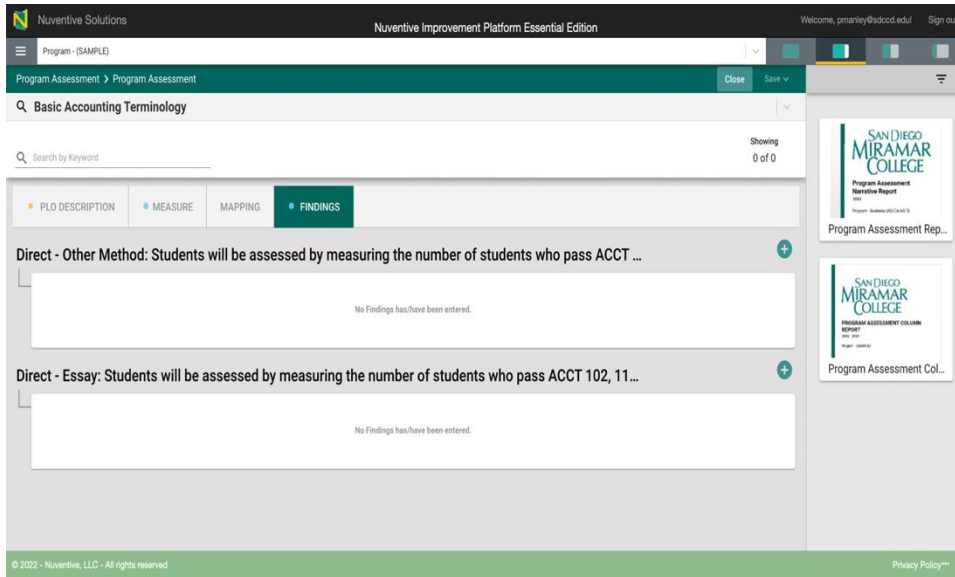 Nuventive Solutions
Nuventive Improvement Platform Essential Edition
Welcome, pmanley@sdccd.edu!
Sign ou
Program - (SAMPLE)
Program Assessment > Program Assessment
Close
Save
Basic Accounting Terminology
Search by Keyword
Showing
0 of 0
PLO DESCRIPTION
MEASURE
MAPPING
FINDINGS
Direct - Other Method: Students will be assessed by measuring the number of students who pass ACCT ...
No Findings has/have been entered.
Direct - Essay: Students will be assessed by measuring the number of students who pass ACCT 102, 11...
No Findings has/have been entered.
SAN DIEGO
MIRAMAR
COLLEGE
Program Assessment
Narrative Report
Program Assessment Rep...
SAN DIEGO
MIRAMAR
COLLEGE
PROGRAM ASSESSMENT COLUMN
REPORT
Program Assessment Col...
© 2022 - Nuventive, LLC - All rights reserved
Privacy Policy